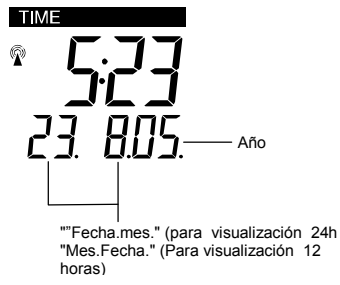 TIME
5:23
23. 8.05.
Año
"”Fecha.mes." (para visualización 24h
"Mes.Fecha." (Para visualización 12
horas)